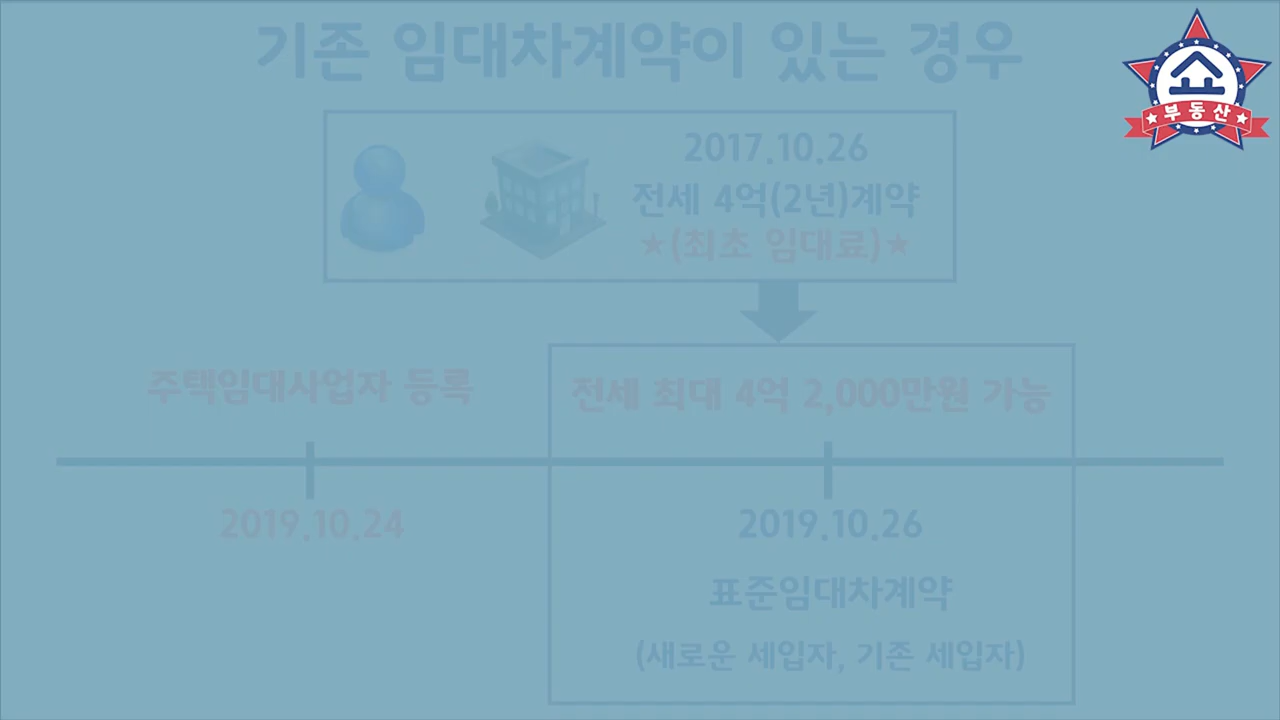 기존 임대차계약이 있는 경우
쇼
부동산
2017.10.26
전세 4억(2년)계약
★(최초 임대료)★
주택임대사업자 등록
전세 최대 4억 2,000만원 가능
2019.10.24
2019.10.26
표준임대차계약
(새로운 세입자, 기존 세입자)